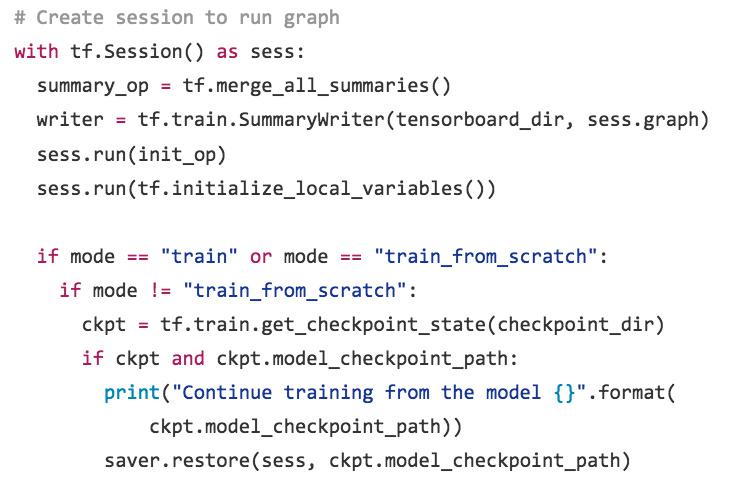 # Create session to run graph
with tf.Session() as sess:
  summary_op = tf.merge_all_summaries()
  writer = tf.train.SummaryWriter(tensorboard_dir, sess.graph)
  sess.run(init_op)
  sess.run(tf.initialize_local_variables())

  if mode == "train" or mode == "train_from_scratch":
    if mode != "train_from_scratch":
      ckpt = tf.train.get_checkpoint_state(checkpoint_dir)
      if ckpt and ckpt.model_checkpoint_path:
        print("Continue training from the model {}".format(
            ckpt.model_checkpoint_path))
        saver.restore(sess, ckpt.model_checkpoint_path)